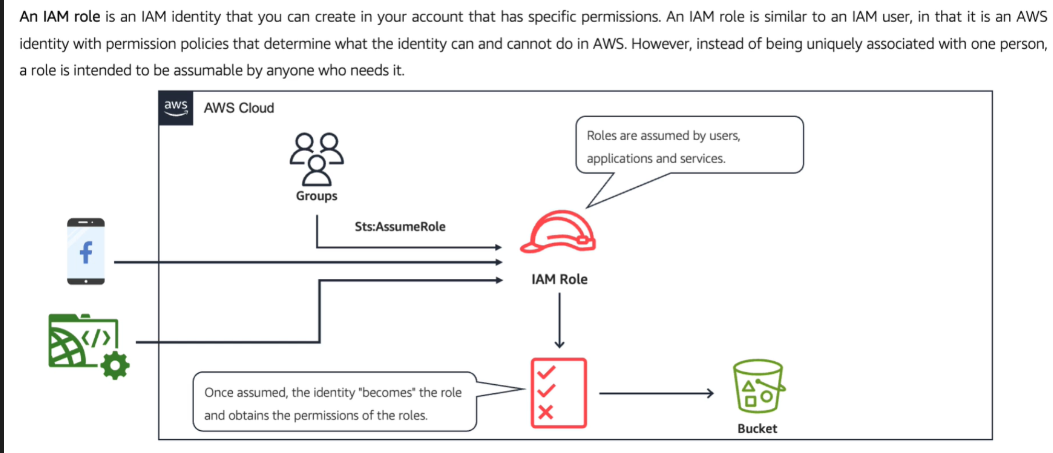 An IAM role is an IAM identity that you can create in your account that has specific permissions. An IAM role is similar to an IAM user, in that it is an AWS
identity with permission policies that determine what the identity can and cannot do in AWS. However, instead of being uniquely associated with one person,
a role is intended to be assumable by anyone who needs it.
aws
AWS Cloud
Roles are assumed by users,
applications and services.
Groups
Sts:AssumeRole
f
IAM Role
</>
Once assumed, the identity "becomes" the role
and obtains the permissions of the roles.
Bucket